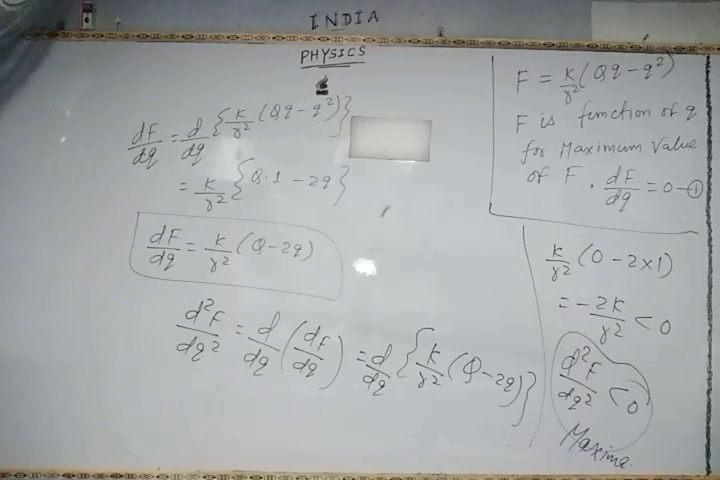 INDIA
PHYSICS
dF/dq = d/dq {k/r² (Qq - q²)}
= k/r² {Q·1 - 2q}
dF/dq = k/r² (Q - 2q)
d²F/dq² = d/dq (dF/dq) = d/dq {k/r² (Q - 2q)}
F = k/r² (Qq - q²)
F is function of q
for Maximum Value
of F . dF/dq = 0 - ①
k/r² (0 - 2×1)
= - 2k/r² < 0
d²F/dq² < 0
Maxima